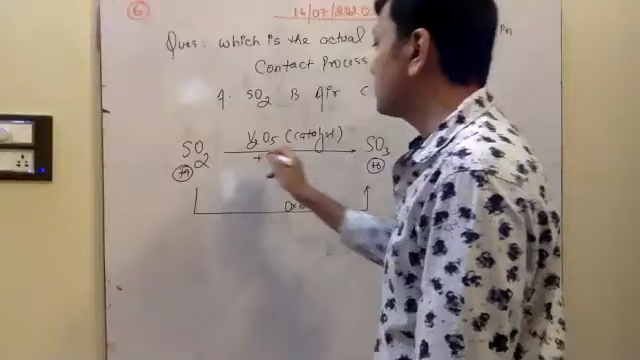 6
16/07/2020
Ques: which is the actual
Contact Process
A. SO2 B Air C
V2O5 (catalyst)
SO2 SO3
+4 + +6